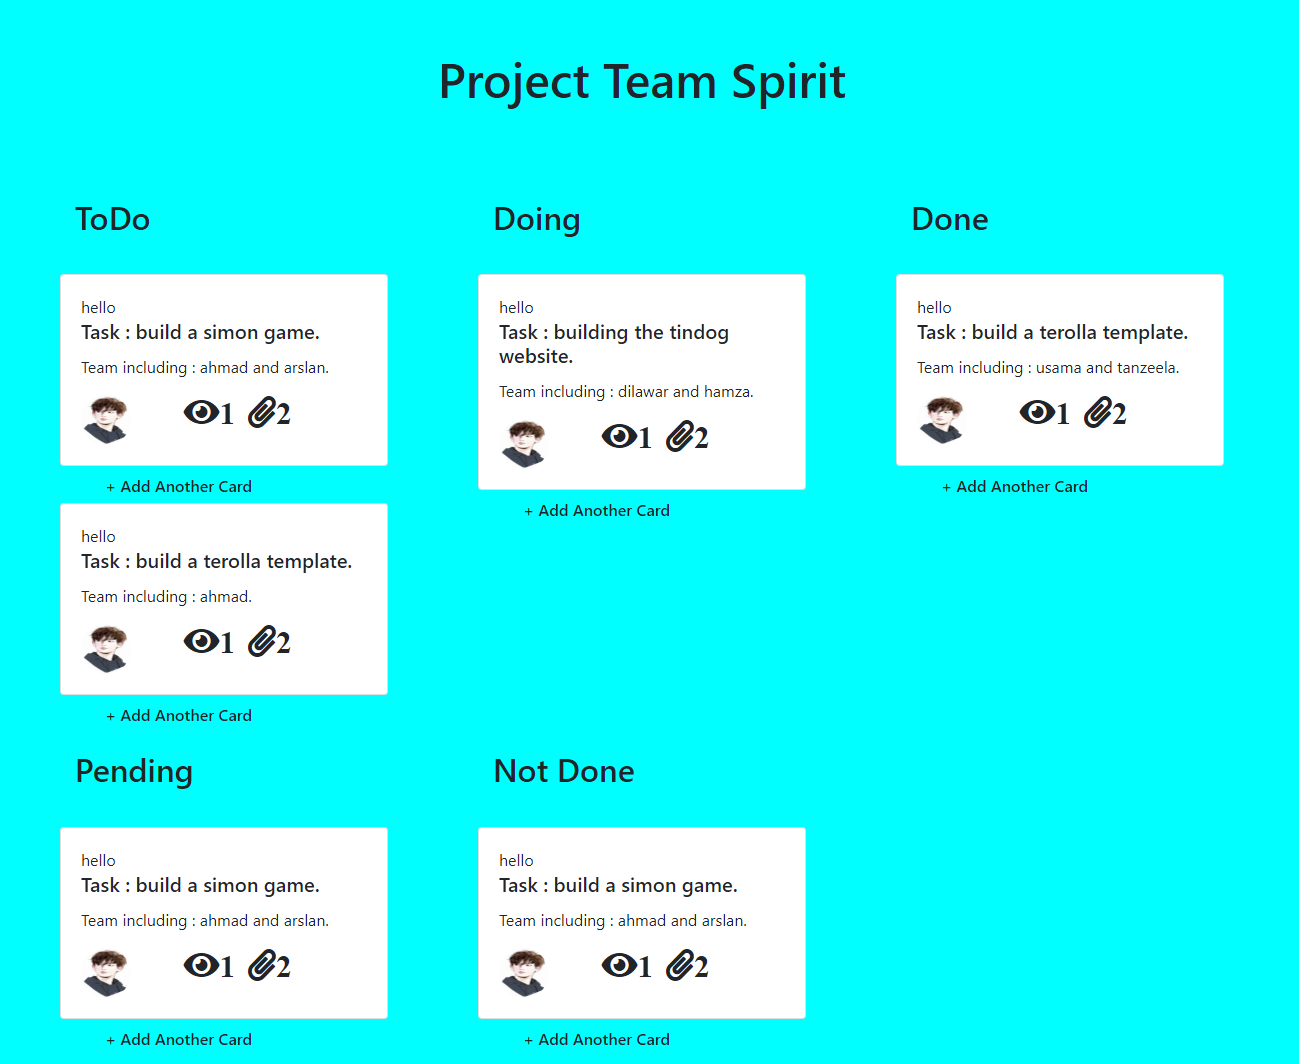 Project Team Spirit
ToDo
hello
Task : build a simon game.
Team including : ahmad and arslan.
1 2
+ Add Another Card
hello
Task : build a terolla template.
Team including : ahmad.
1 2
+ Add Another Card
Doing
hello
Task : building the tindog
website.
Team including : dilawar and hamza.
1 2
+ Add Another Card
Done
hello
Task : build a terolla template.
Team including : usama and tanzeela.
1 2
+ Add Another Card
Pending
hello
Task : build a simon game.
Team including : ahmad and arslan.
1 2
+ Add Another Card
Not Done
hello
Task : build a simon game.
Team including : ahmad and arslan.
1 2
+ Add Another Card